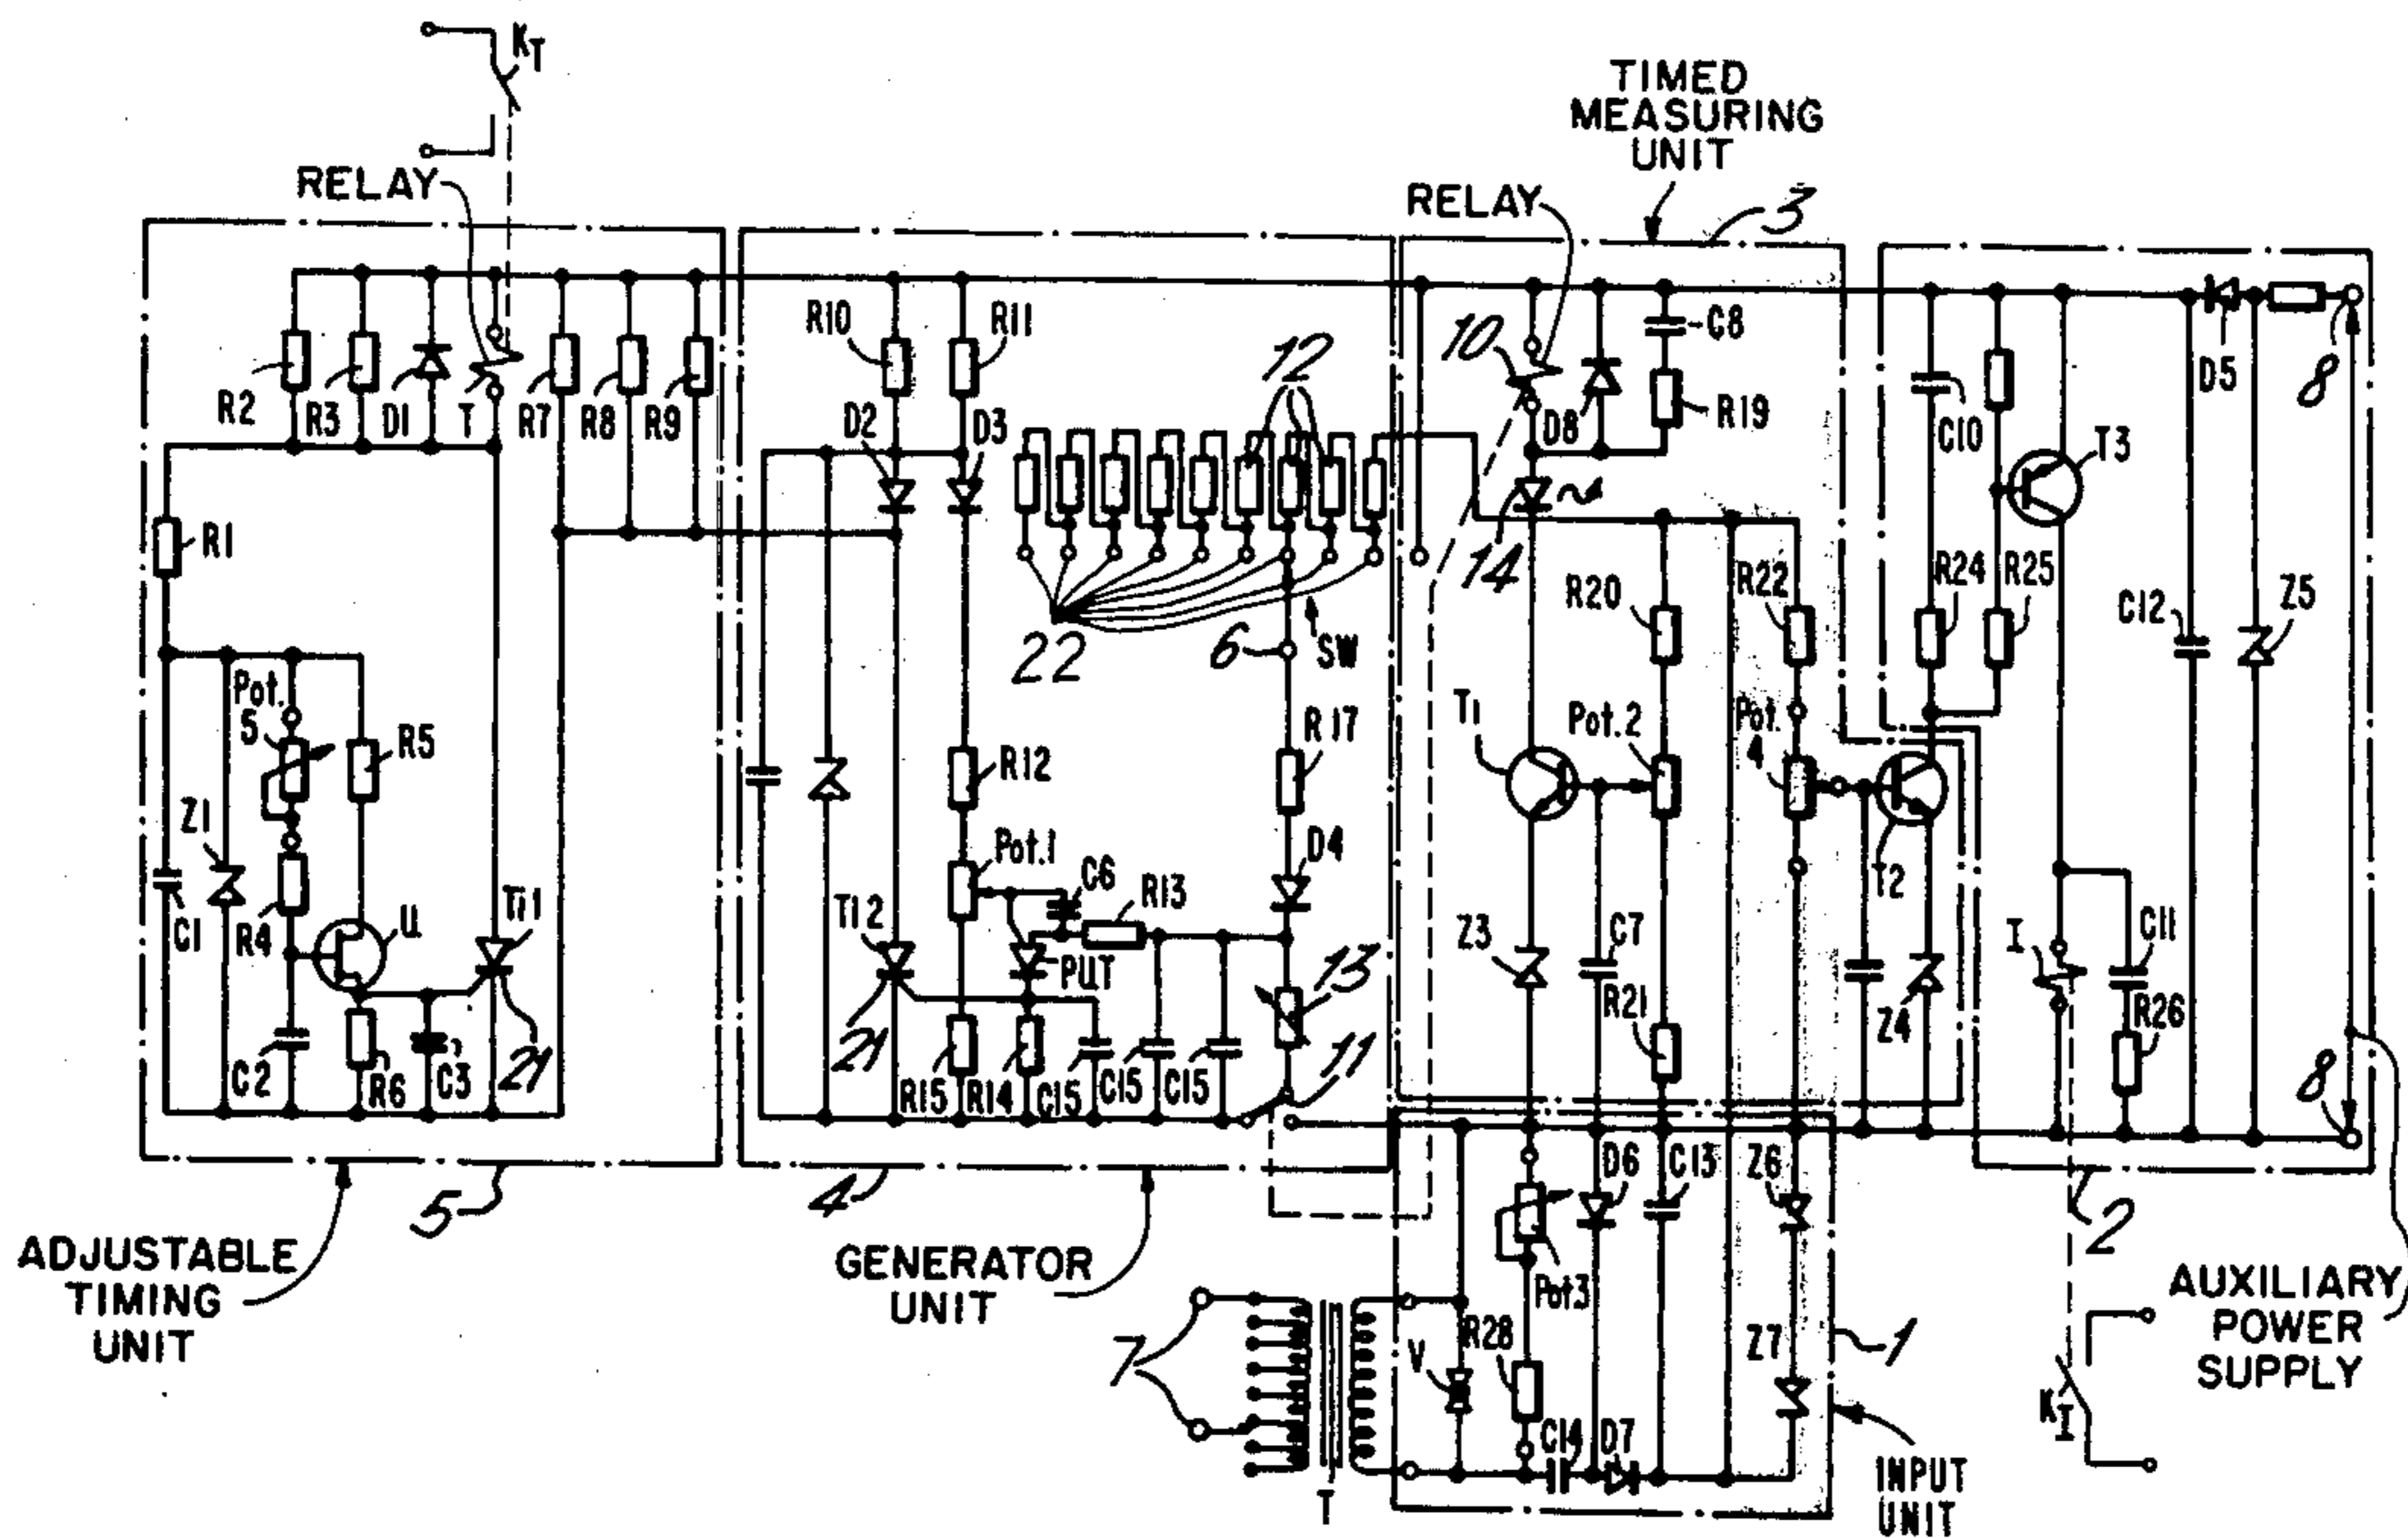 KT
TIMED
MEASURING
UNIT
RELAY
RELAY
3
R10
R11
12
10
C8
D5
8
R2
R3
D1
T
R7
R8
R9
D2
D3
D8
R19
C10
T3
R1
14
R24
R25
R20
R22
C12
Z5
22
6
SW
Pot.
5
R5
T1
Pot.2
Pot.
4
R17
R12
Z1
Pot.1
C6
R13
D4
T2
C1
R4
U
Ti1
Ti2
PUT
Z3
C7
I
C11
13
R21
Z4
R26
C2
R6
C3
21
21
R15
R14
C15
C15
C15
11
8
5
4
D6
C13
Z6
2
ADJUSTABLE
TIMING
UNIT
GENERATOR
UNIT
Pot3
AUXILIARY
POWER
SUPPLY
7
V
R28
Z7
1
KI
C14
D7
T
INPUT
UNIT